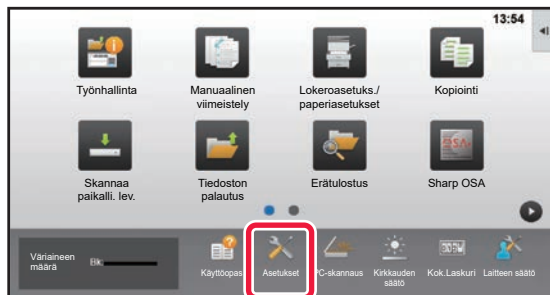 13:54
Työnhallinta
Manuaalinen
viimeistely
Lokeroasetuks./
paperiasetukset
Kopiointi
OSA
Skannaa
paikalli. lev.
Tiedoston
palautus
Erätulostus
Sharp OSA
Väriaineen
määrä
Bk:
Käyttöopas
Asetukset
PC-skannaus
Kirkkauden
säätö
Kok.Laskuri
Laitteen säätö